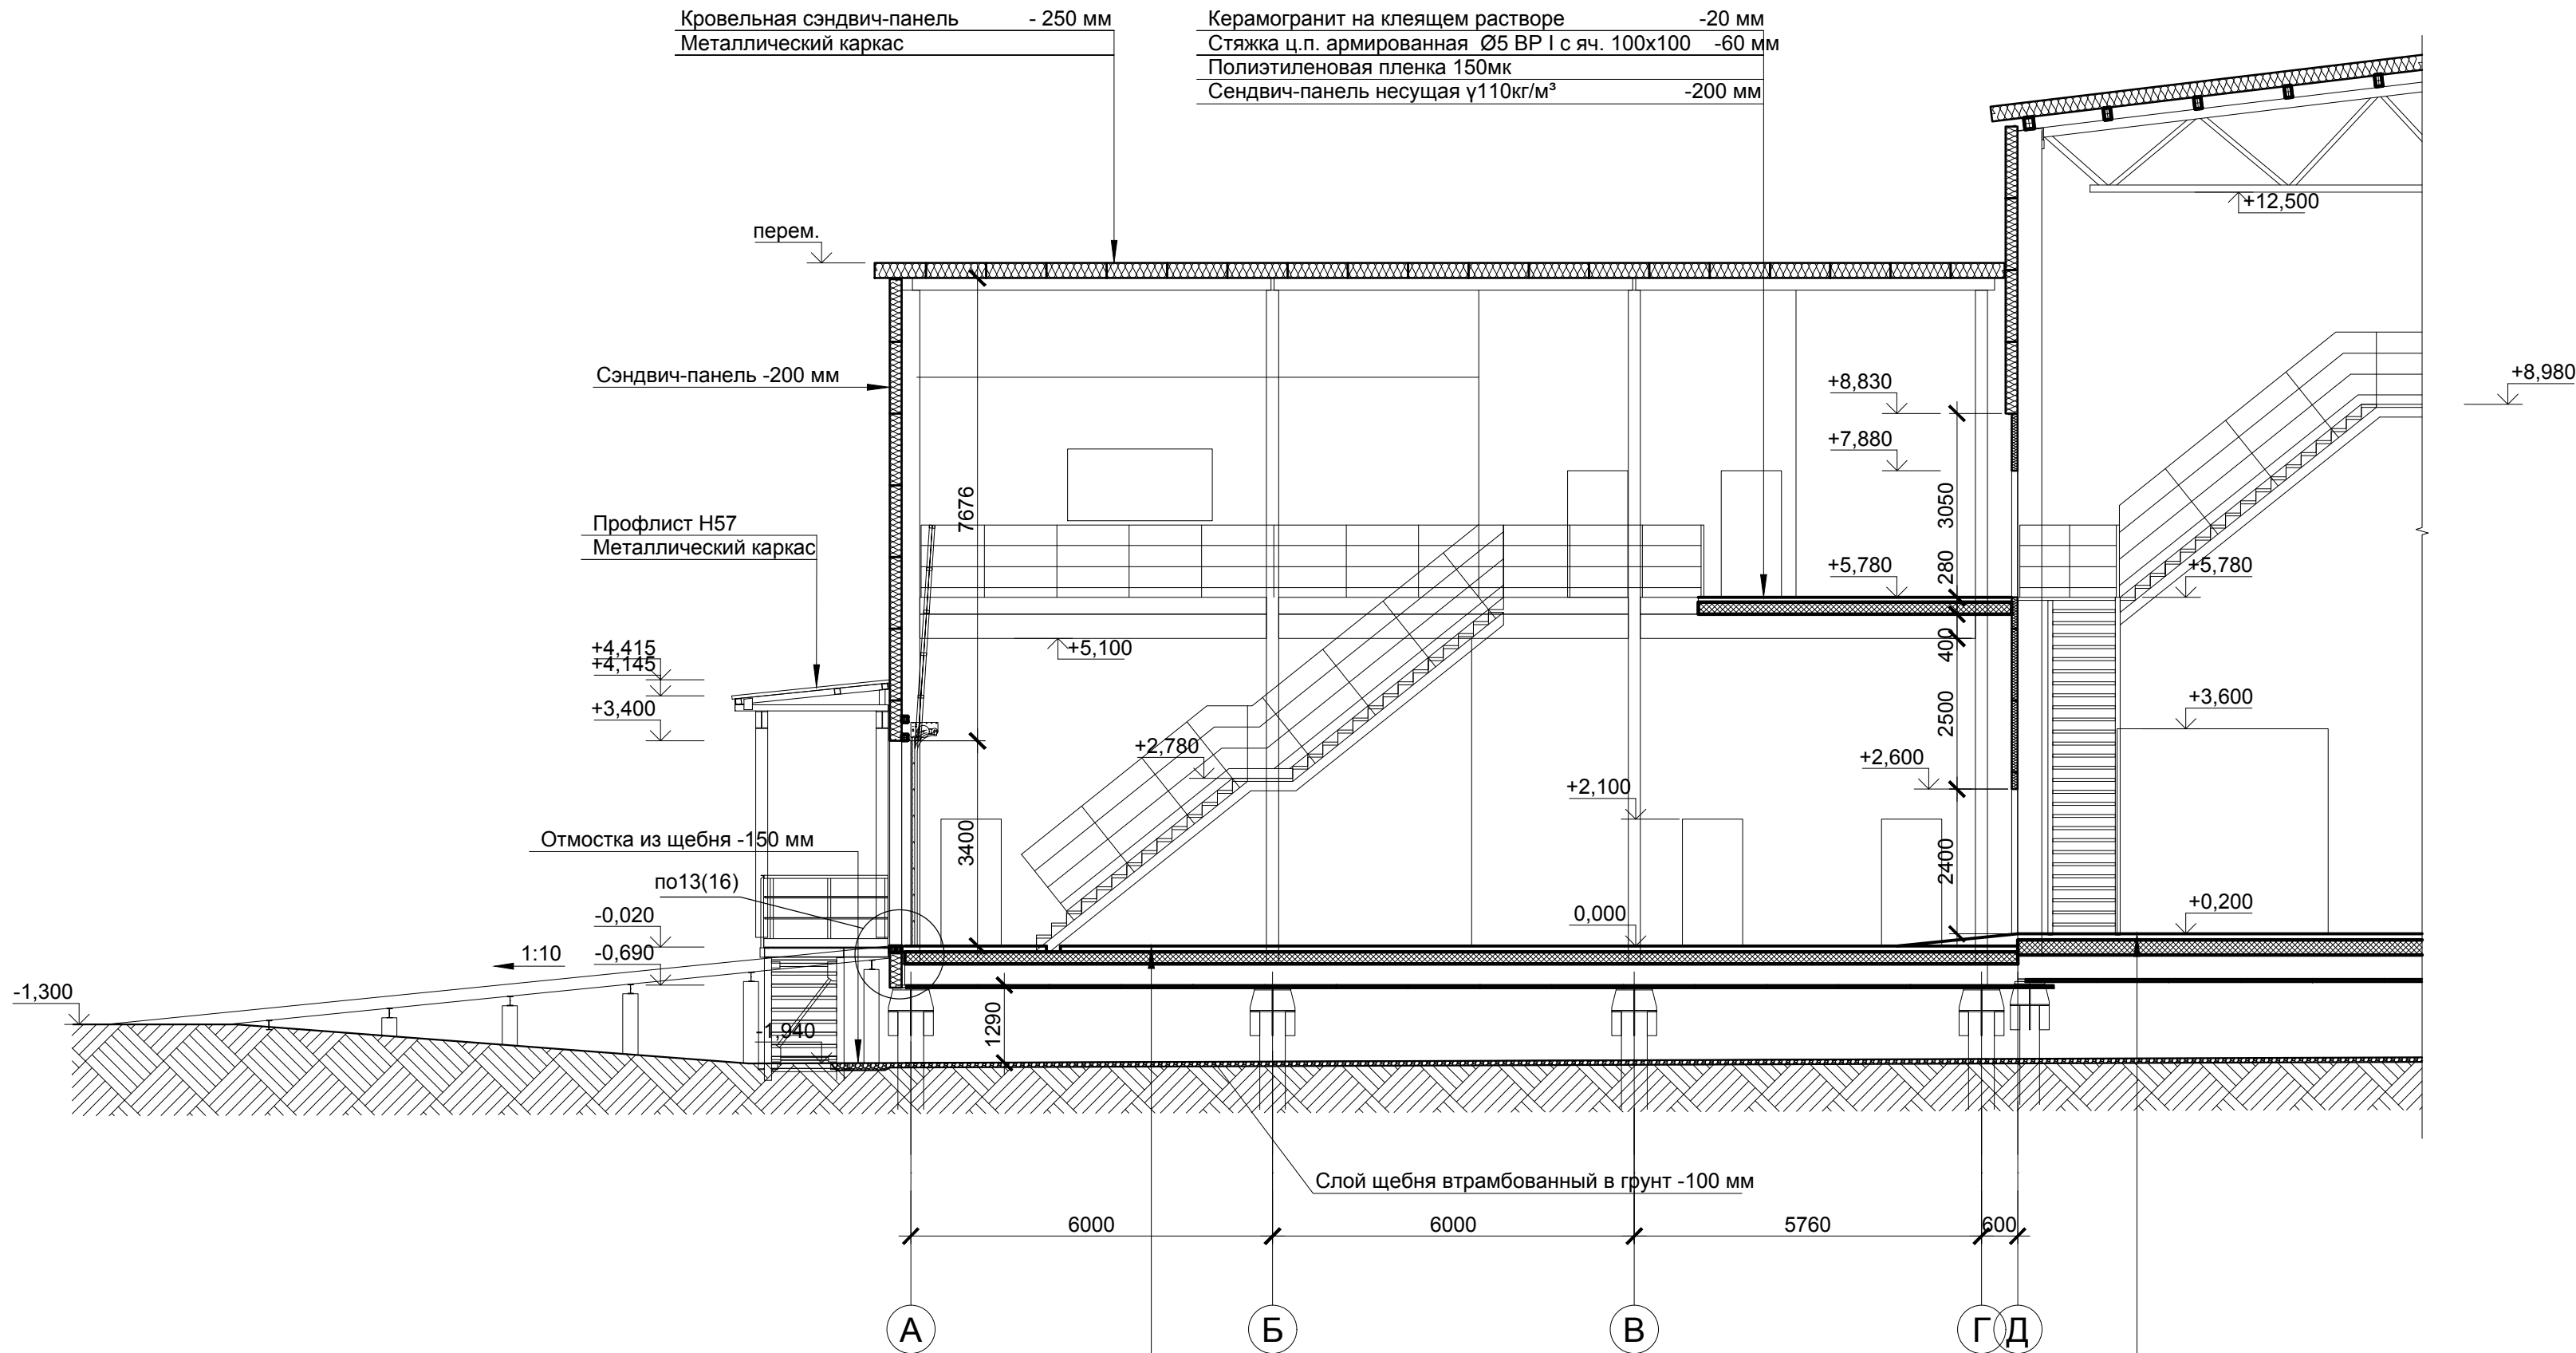 Кровельная сэндвич-панель - 250 мм
Металлический каркас
Керамогранит на клеящем растворе -20 мм
Стяжка ц.п. армированная Ø5 ВР I с яч. 100х100 -60 мм
Полиэтиленовая пленка 150мк
Сендвич-панель несущая γ110кг/м³ -200 мм
+12,500
перем.
Сэндвич-панель -200 мм
+8,830
+8,980
+7,880
7676
3050
Профлист Н57
Металлический каркас
+5,780
280
+5,780
+4,415
+4,145
+5,100
400
+3,400
2500
+3,600
+2,780
+2,600
+2,100
Отмостка из щебня -150 мм
3400
2400
по13(16)
-0,020
0,000
+0,200
1:10
-0,690
-1,300
1290
-1,940
Слой щебня втрамбованный в грунт -100 мм
6000
6000
5760
600
А
Б
В
Г
Д